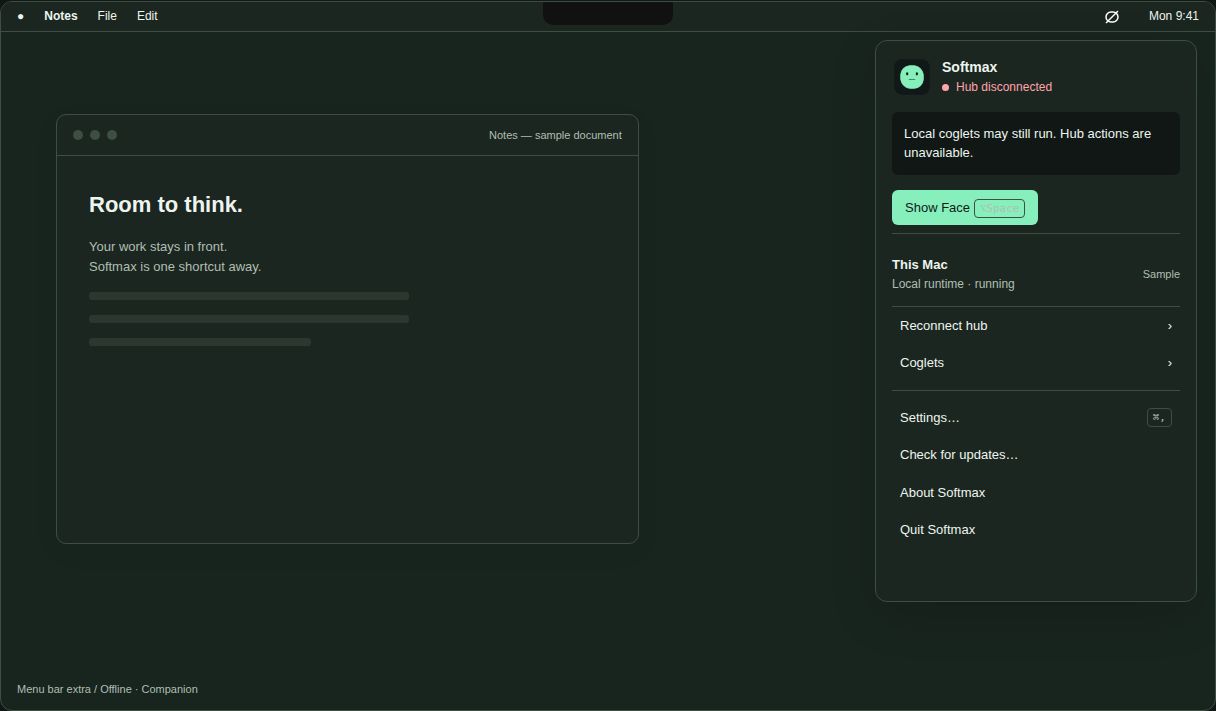 Notes File Edit
Mon 9:41
Notes — sample document
Room to think.
Your work stays in front.
Softmax is one shortcut away.
Softmax
Hub disconnected
Local coglets may still run. Hub actions are
unavailable.
Show Face ⌥Space
This Mac
Local runtime · running
Sample
Reconnect hub ›
Coglets ›
Settings… ⌘,
Check for updates…
About Softmax
Quit Softmax
Menu bar extra / Offline · Companion